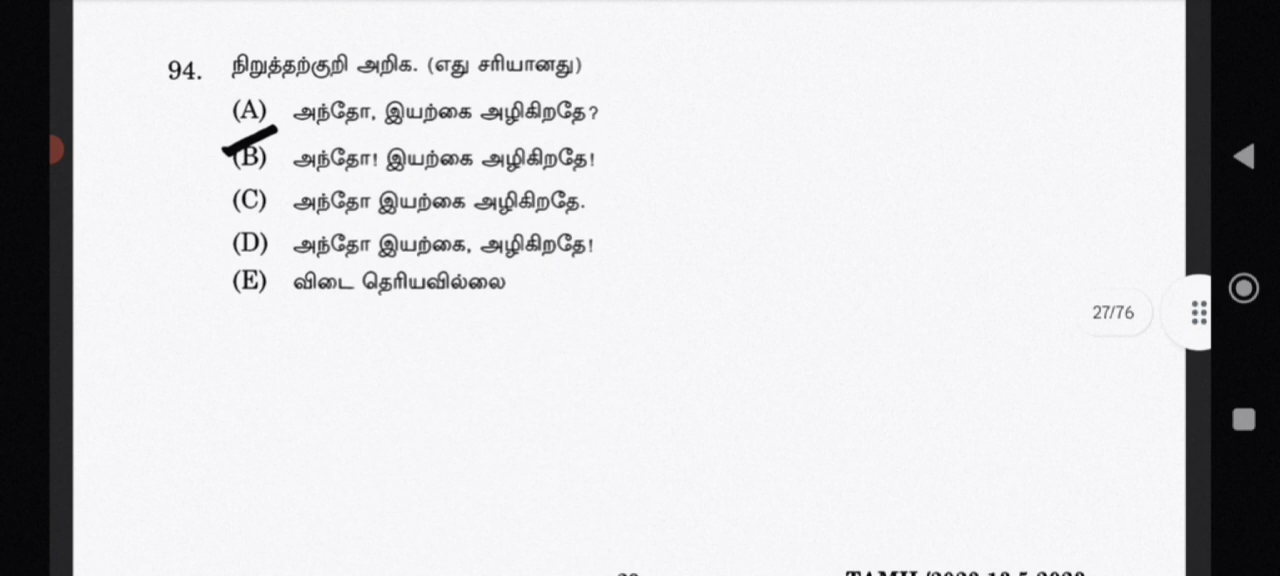 94. நிறுத்தற்குறி அறிக. (எது சரியானது)
(A) அந்தோ, இயற்கை அழிகிறதே?
(B) அந்தோ! இயற்கை அழிகிறதே!
(C) அந்தோ இயற்கை அழிகிறதே.
(D) அந்தோ இயற்கை, அழிகிறதே!
(E) விடை தெரியவில்லை
27/76